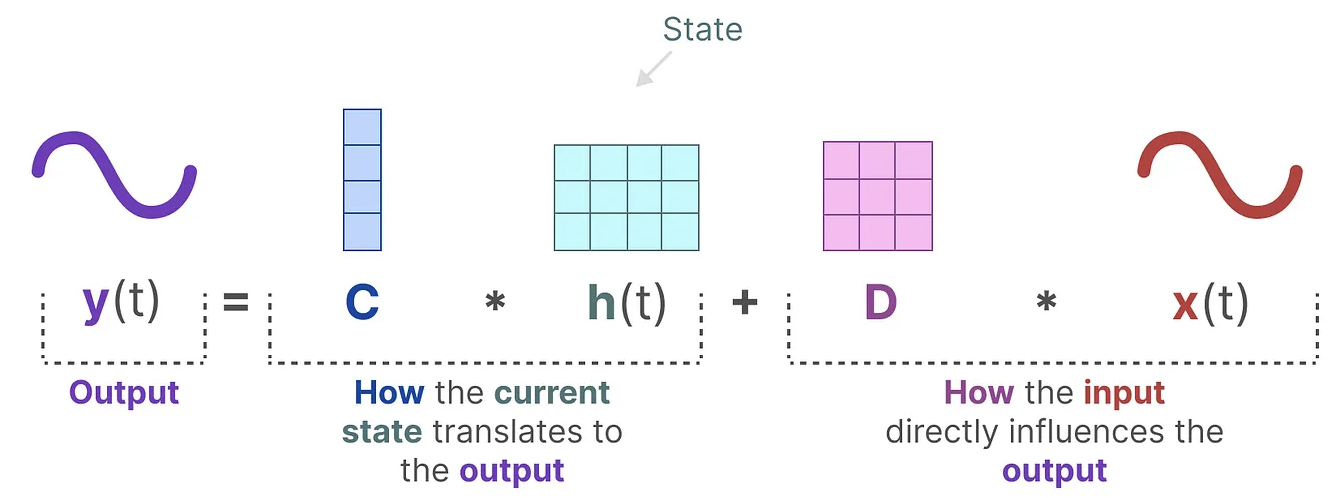 State
y(t) = C * h(t) + D * x(t)
Output
How the current
state translates to
the output
How the input
directly influences the
output